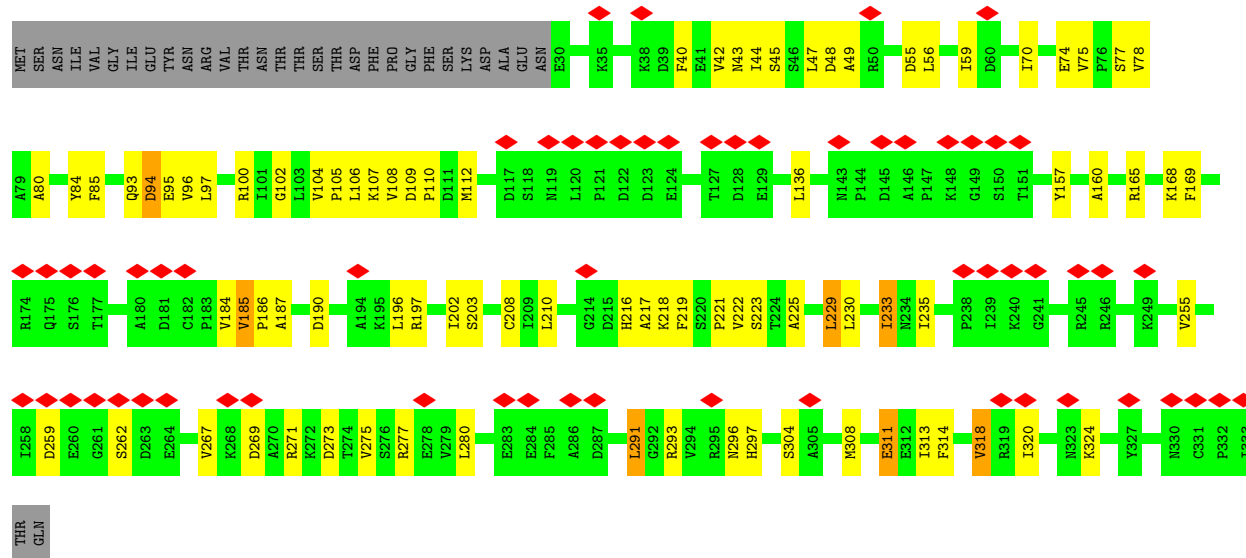 MET SER ASN ILE ILE VAL GLY ILE GLU TYR ASN ARG VAL THR ASN THR THR SER THR ASP PHE PRO GLY PHE SER LYS ASP ALA GLU ASN E30 K35 K38 D39 F40 E41 V42 N43 I44 S45 S46 L47 D48 A49 R50 D55 L56 I59 D60 I70 E74 V75 P76 S77 V78
A79 A80 Y84 F85 Q93 D94 E95 V96 L97 R100 I101 G102 L103 V104 P105 L106 K107 V108 D109 P110 D111 M112 D117 S118 N119 L120 P121 D122 D123 E124 T127 D128 E129 L136 N143 P144 D145 A146 P147 K148 G149 S150 T151 Y157 A160 R165 K168 F169
R174 Q175 S176 T177 A180 D181 C182 P183 V184 V185 P186 A187 D190 A194 K195 L196 R197 I202 S203 C208 I209 L210 G214 D215 H216 A217 K218 F219 S220 P221 V222 S223 T224 A225 L229 L230 I233 N234 I235 P238 I239 K240 G241 R245 R246 K249 V255
I258 D259 E260 G261 S262 D263 E264 V267 K268 D269 A270 R271 K272 D273 T274 V275 S276 R277 E278 V279 L280 E283 E284 F285 A286 D287 L291 G292 R293 V294 R295 N296 H297 S304 A305 M308 E311 E312 I313 F314 V318 R319 I320 N323 K324 Y327 N330 C331 P332
THR GLN